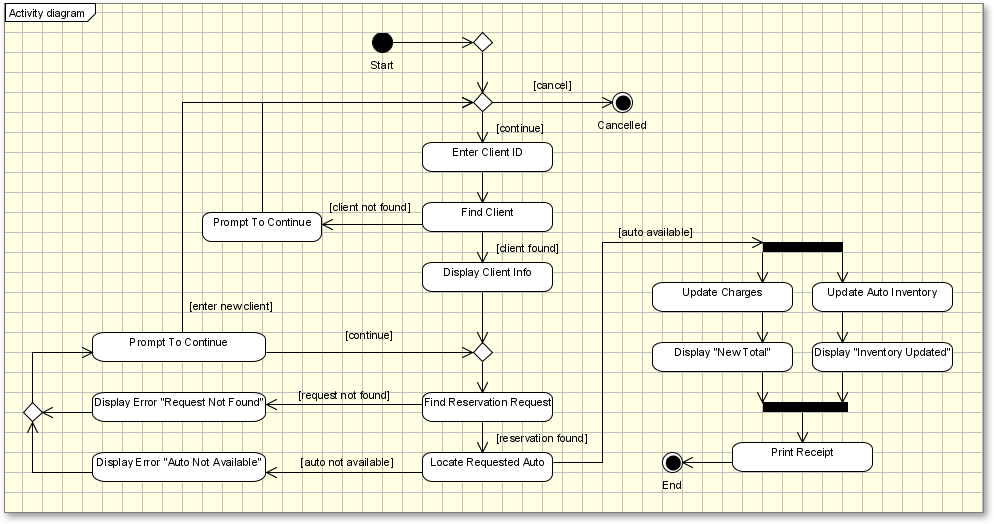 Activity diagram
Start
[cancel]
Cancelled
[continue]
Enter Client ID
[client not found]
Find Client
Prompt To Continue
[auto available]
[client found]
Display Client Info
Update Charges
Update Auto Inventory
[enter new client]
[continue]
Prompt To Continue
Display "New Total"
Display "Inventory Updated"
[request not found]
Display Error "Request Not Found"
Find Reservation Request
[reservation found]
Print Receipt
[auto not available]
Display Error "Auto Not Available"
Locate Requested Auto
End